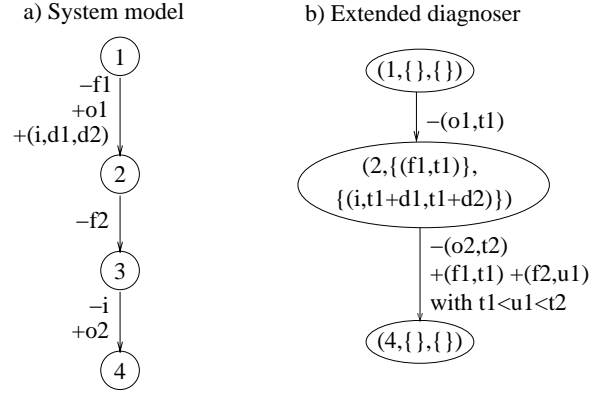 a) System model
1
−f1
+o1
+(i,d1,d2)
2
−f2
3
−i
+o2
4
b) Extended diagnoser
(1,{},{})
−(o1,t1)
(2,{(f1,t1)},
{(i,t1+d1,t1+d2)})
−(o2,t2)
+(f1,t1) +(f2,u1)
with t1<u1<t2
(4,{},{})